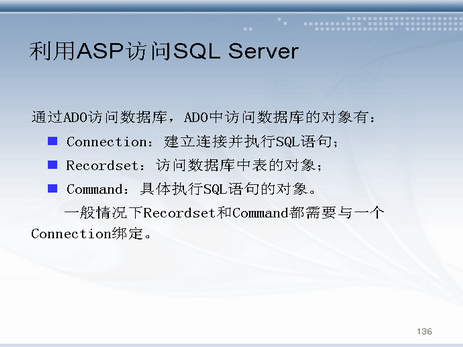 利用ASP访问SQL Server
通过ADO访问数据库，ADO中访问数据库的对象有：
Connection：建立连接并执行SQL语句；
Recordset：访问数据库中表的对象；
Command：具体执行SQL语句的对象。
一般情况下Recordset和Command都需要与一个
Connection绑定。
136